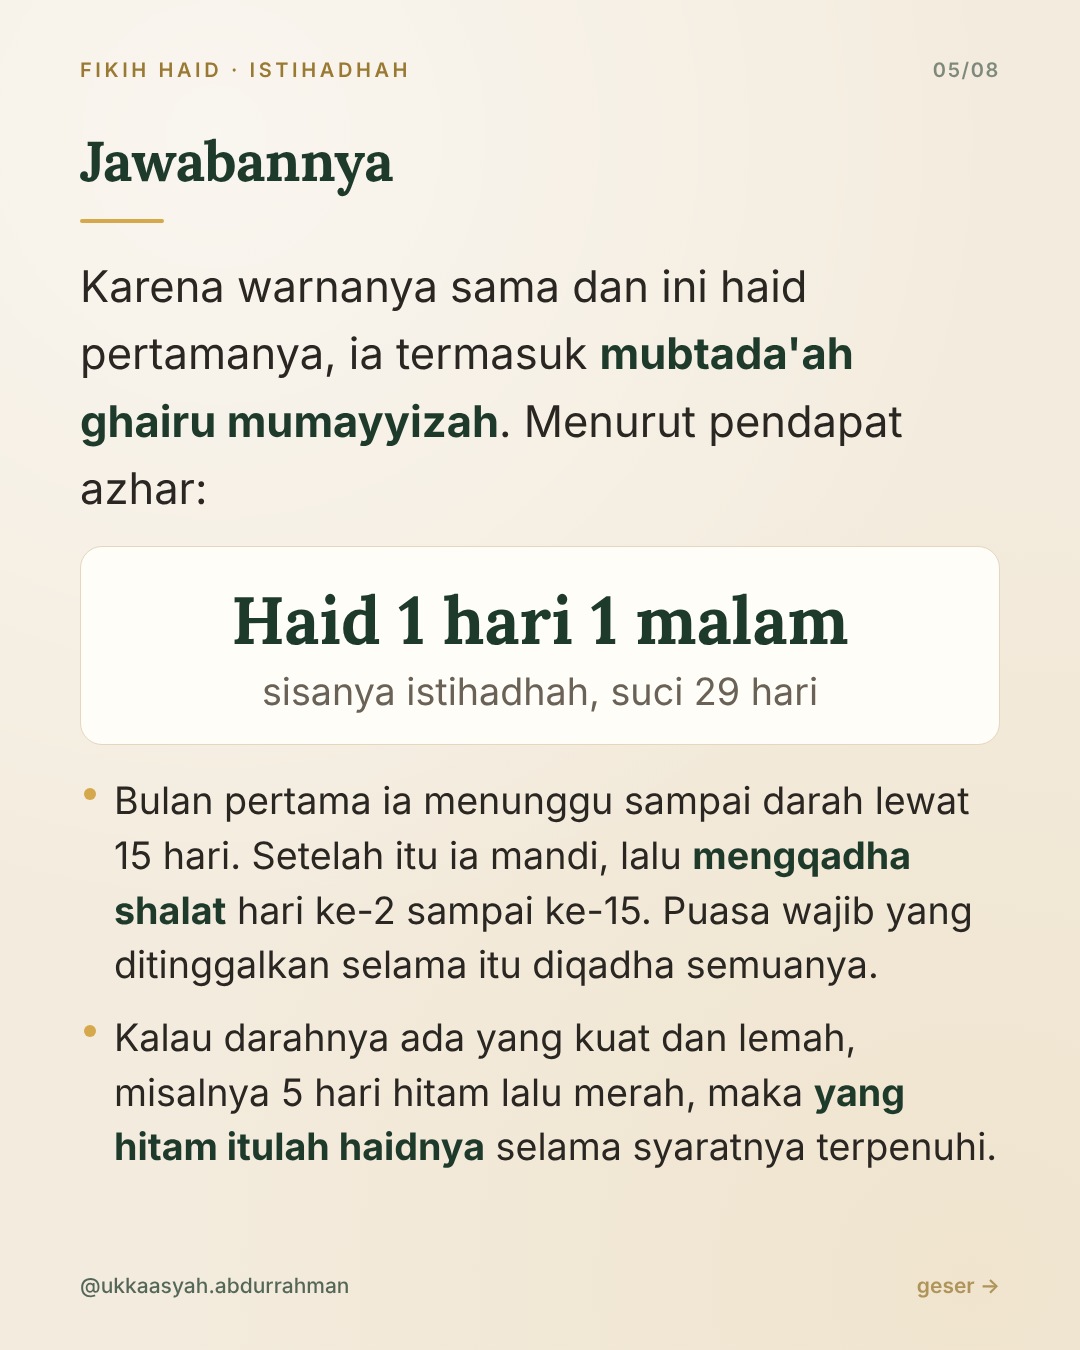 FIKIH HAID · ISTIHADHAH
05/08
Jawabannya
Karena warnanya sama dan ini haid
pertamanya, ia termasuk mubtada'ah
ghairu mumayyizah. Menurut pendapat
azhar:
Haid 1 hari 1 malam
sisanya istihadhah, suci 29 hari
• Bulan pertama ia menunggu sampai darah lewat
15 hari. Setelah itu ia mandi, lalu mengqadha
shalat hari ke-2 sampai ke-15. Puasa wajib yang
ditinggalkan selama itu diqadha semuanya.
• Kalau darahnya ada yang kuat dan lemah,
misalnya 5 hari hitam lalu merah, maka yang
hitam itulah haidnya selama syaratnya terpenuhi.
@ukkaasyah.abdurrahman
geser →